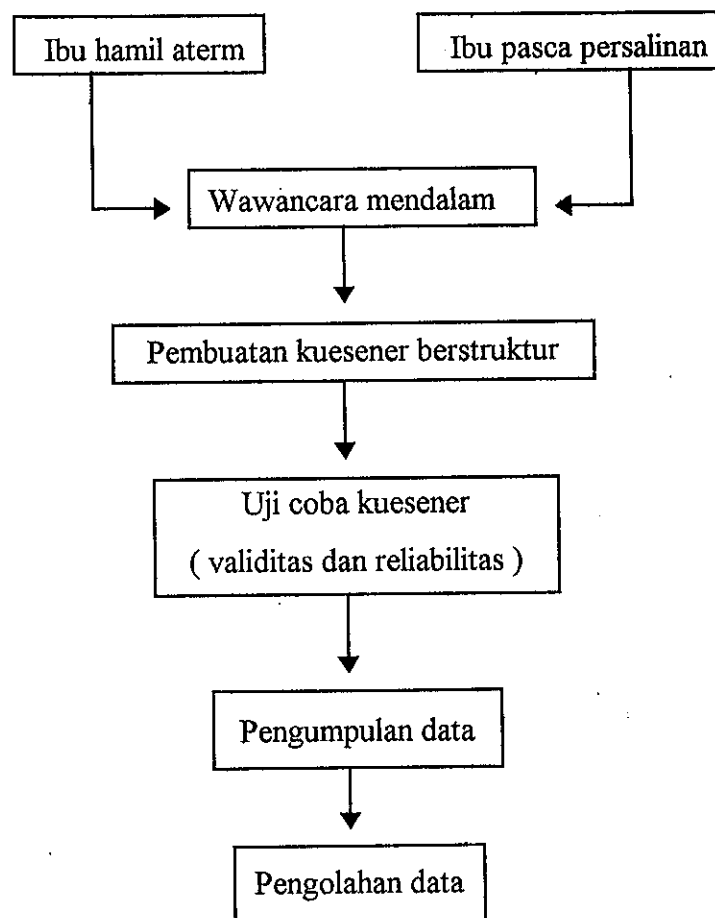 Ibu hamil aterm
Ibu pasca persalinan
Wawancara mendalam
Pembuatan kuesener berstruktur
Uji coba kuesener
( validitas dan reliabilitas )
Pengumpulan data
Pengolahan data